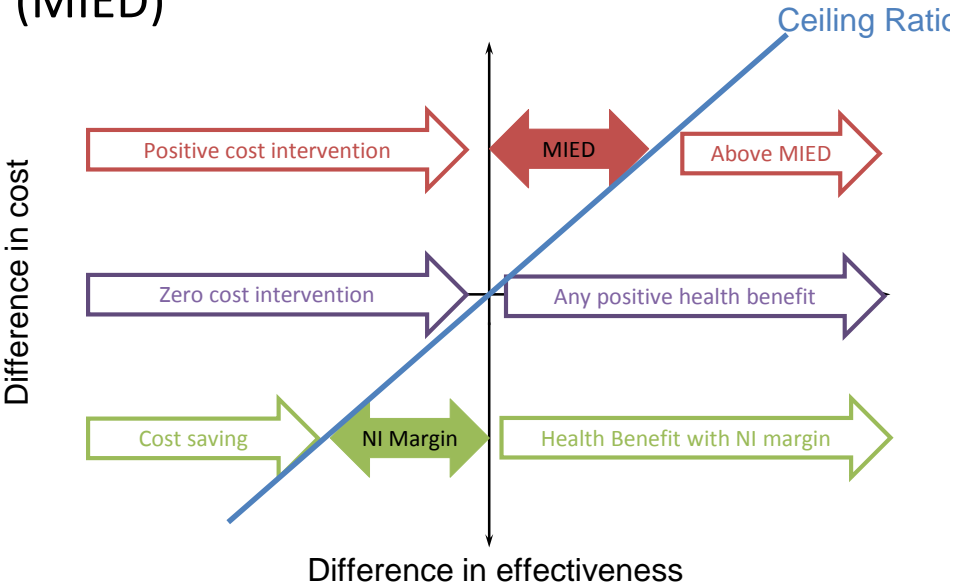 (MIED)
Ceiling Ratio
Positive cost intervention
MIED
Above MIED
Difference in cost
Zero cost intervention
Any positive health benefit
Cost saving
NI Margin
Health Benefit with NI margin
Difference in effectiveness